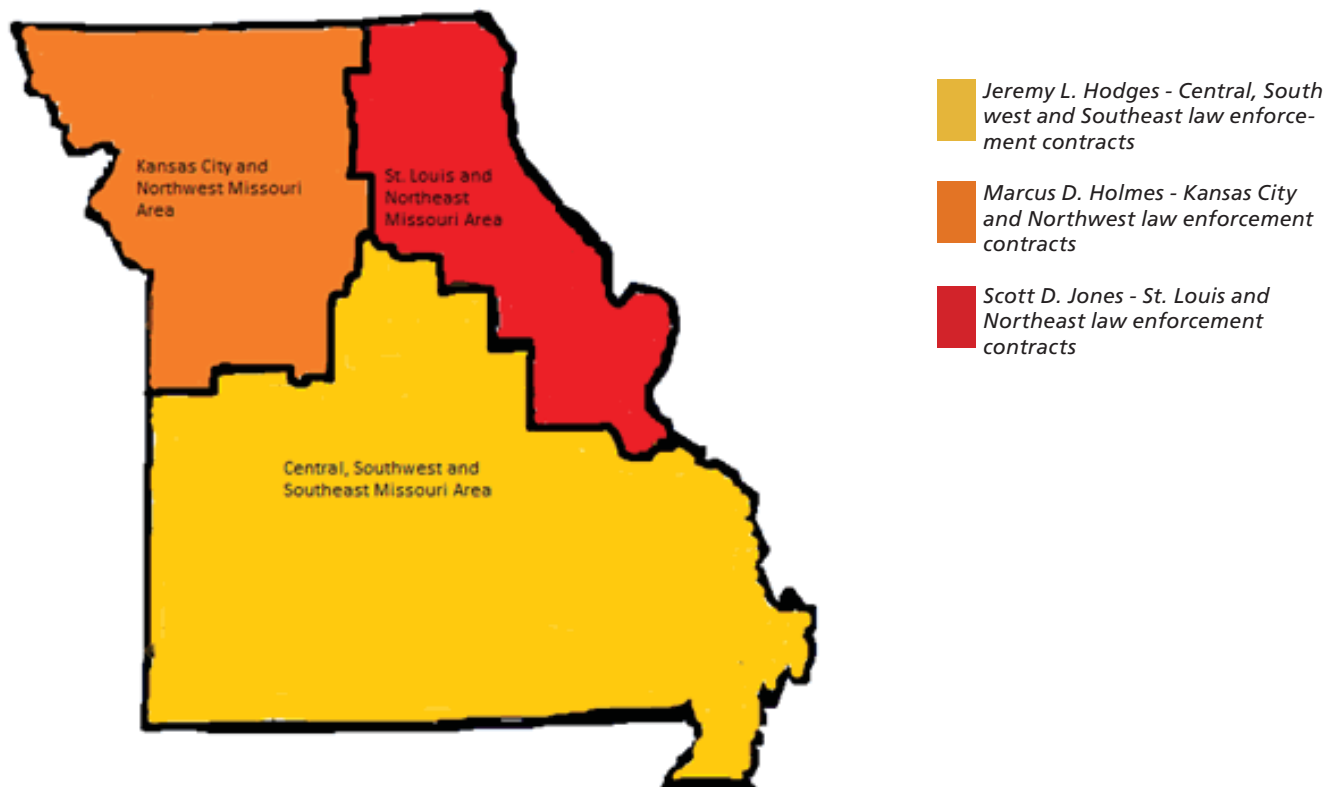 Kansas City and
Northwest Missouri
Area
St. Louis and
Northeast
Missouri Area
Central, Southwest and
Southeast Missouri Area
Jeremy L. Hodges - Central, South
west and Southeast law enforce-
ment contracts
Marcus D. Holmes - Kansas City
and Northwest law enforcement
contracts
Scott D. Jones - St. Louis and
Northeast law enforcement
contracts